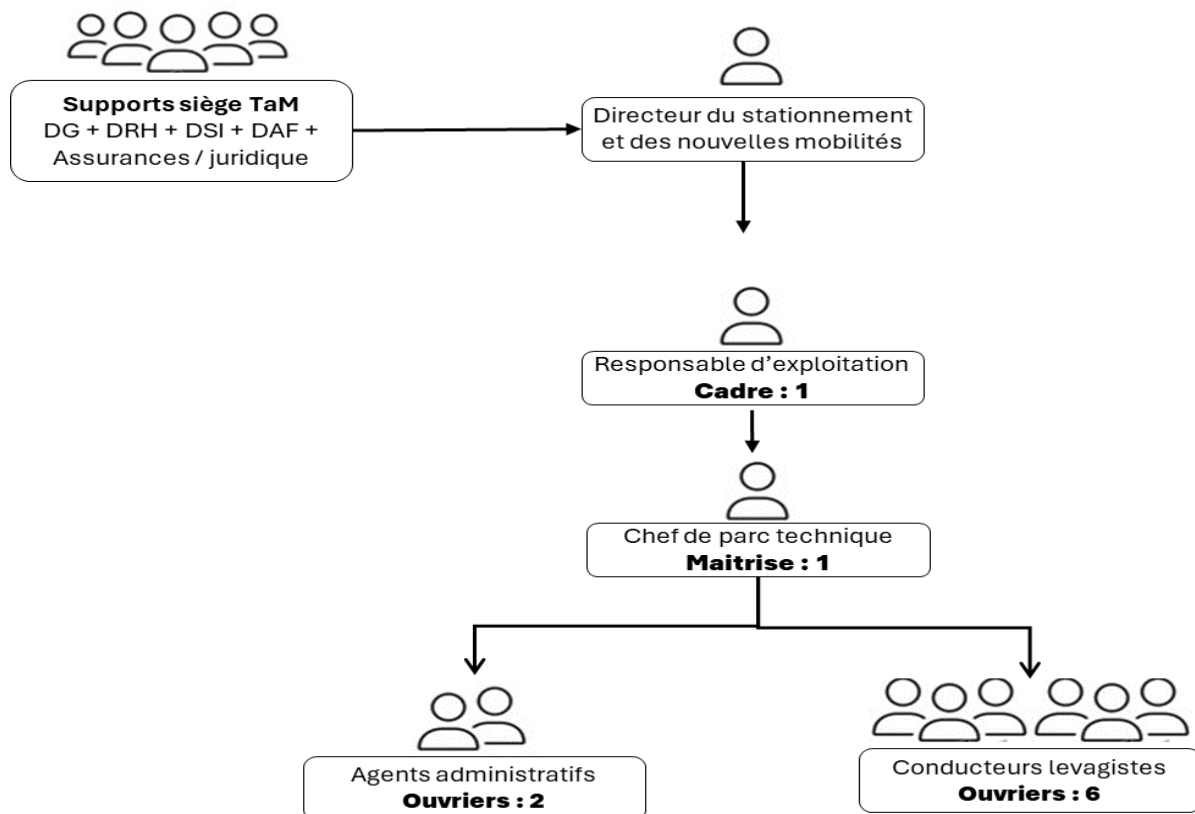 Supports siège TaM
DG + DRH + DSI + DAF +
Assurances / juridique
Directeur du stationnement
et des nouvelles mobilités
Responsable d'exploitation
Cadre : 1
Chef de parc technique
Maitrise : 1
Agents administratifs
Ouvriers : 2
Conducteurs levagistes
Ouvriers : 6